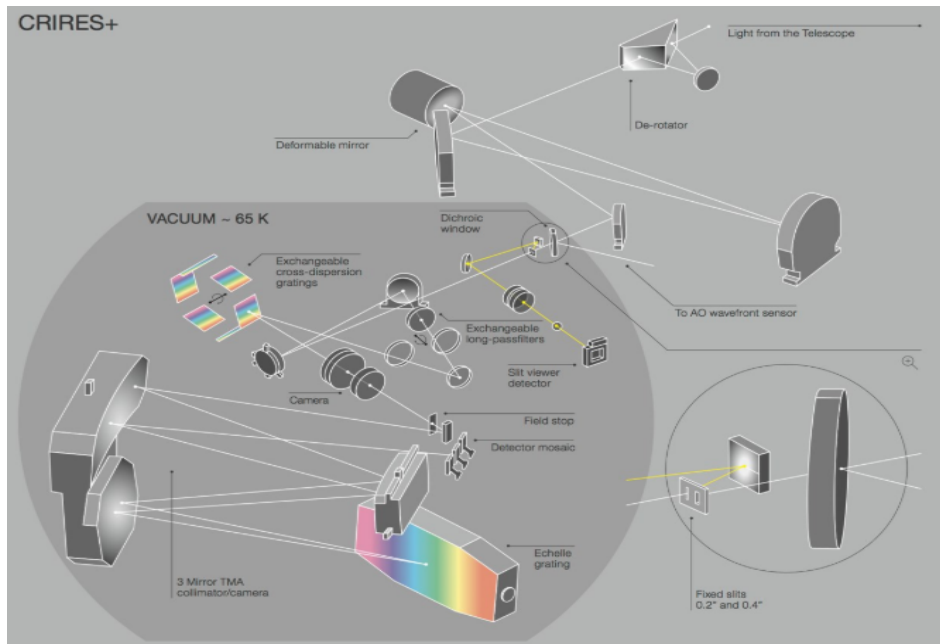 CRIRES+
Light from the Telescope
De-rotator
Deformable mirror
VACUUM ~ 65 K
Dichroic
window
Exchangeable
cross-dispersion
gratings
To AO wavefront sensor
Exchangeable
long-passfilters
Slit viewer
detector
Camera
Field stop
Detector mosaic
Echelle
grating
3 Mirror TMA
collimator/camera
Fixed slits
0.2" and 0.4"